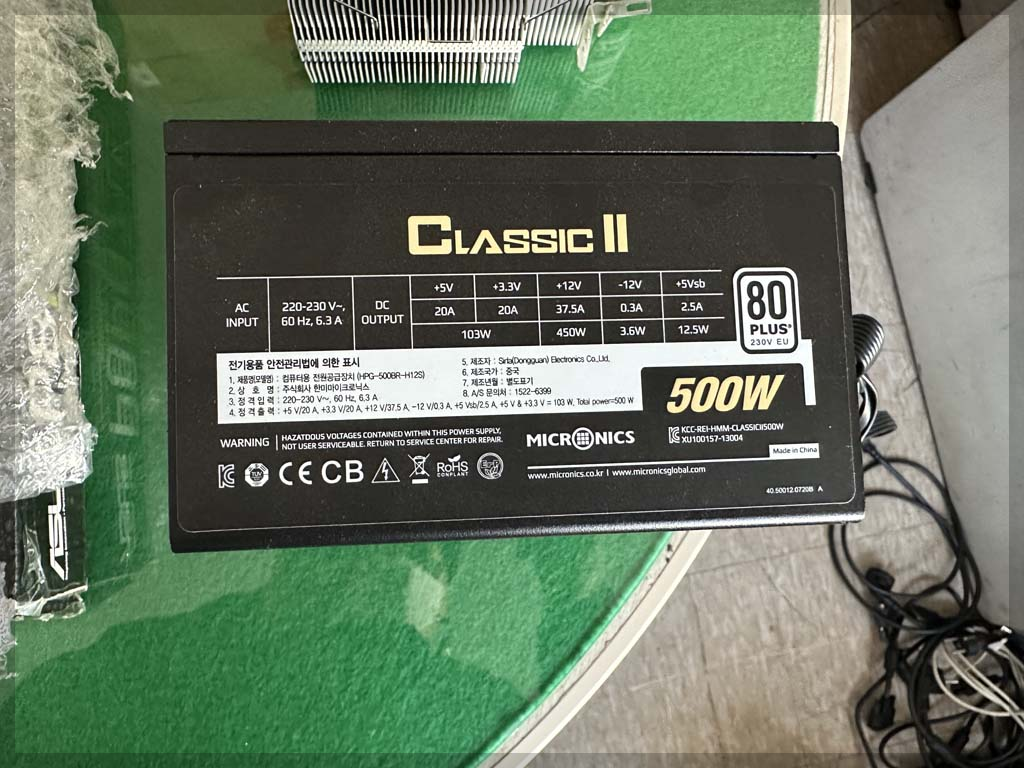 CLASSIC II
AC INPUT
220-230 V~, 60 Hz, 6.3 A
DC OUTPUT
+5V +3.3V +12V -12V +5Vsb
20A 20A 37.5A 0.3A 2.5A
103W 450W 3.6W 12.5W
80 PLUS®
230V EU
전기용품 안전관리법에 의한 표시
1. 제품명(모델명) : 컴퓨터용 전원공급장치 (HPG-500BR-H12S)
2. 상 호 명 : 주식회사 한미마이크로닉스
3. 정격 입력 : 220-230 V~, 60 Hz, 6.3 A
4. 정격 출력 : +5 V/20 A, +3.3 V/20 A, +12 V/37.5 A, -12 V/0.3 A, +5 Vsb/2.5 A, +5 V & +3.3 V = 103 W, Total power=500 W
5. 제조자 : Sirfa(Dongguan) Electronics Co.,Ltd.
6. 제조국가 : 중국
7. 제조년월 : 별도표기
8. A/S 문의처 : 1522-6399
500W
WARNING
HAZATDOUS VOLTAGES CONTAINED WITHIN THIS POWER SUPPLY,
NOT USER SERVICEABLE. RETURN TO SERVICE CENTER FOR REPAIR.
MICRONICS
KCC-REI-HMM-CLASSICII500W
XU100157-13004
Made in China
TUV
CE CB
RoHS
COMPLIANT
www.micronics.co.kr | www.micronicsglobal.com
40.50012.0720B A
ASU